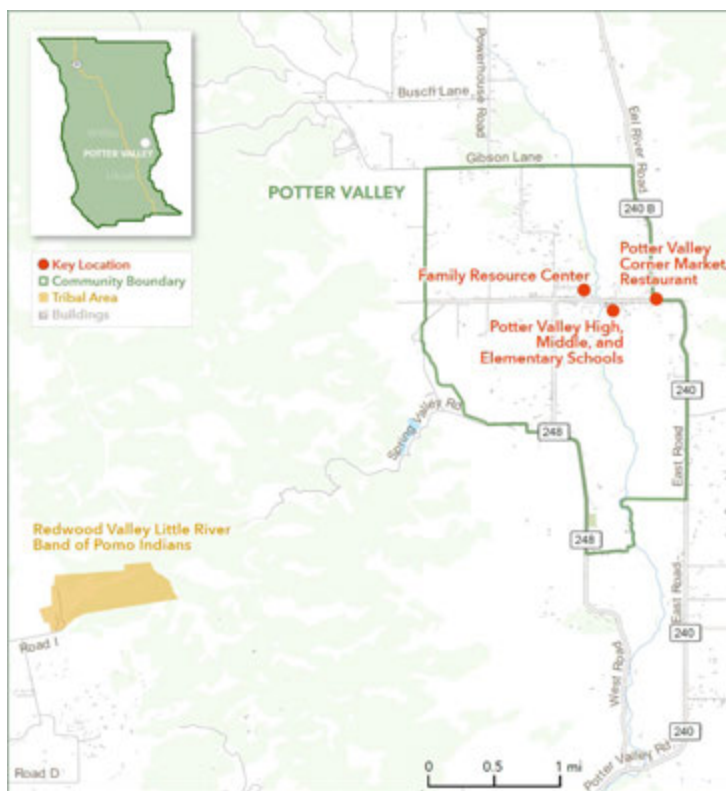 POTTER VALLEY
Key Location
Community Boundary
Tribal Area
Buildings
Busch Lane
Powerhouse Road
Eel River Road
Gibson Lane
POTTER VALLEY
240 B
Potter Valley
Corner Market/
Restaurant
Family Resource Center
Potter Valley High,
Middle, and
Elementary Schools
240
Spring Valley Rd
248
East Road
Redwood Valley Little River
Band of Pomo Indians
248
East Road
Road I
240
West Road
240
Road D
0 0.5 1 mi
Potter Valley Rd